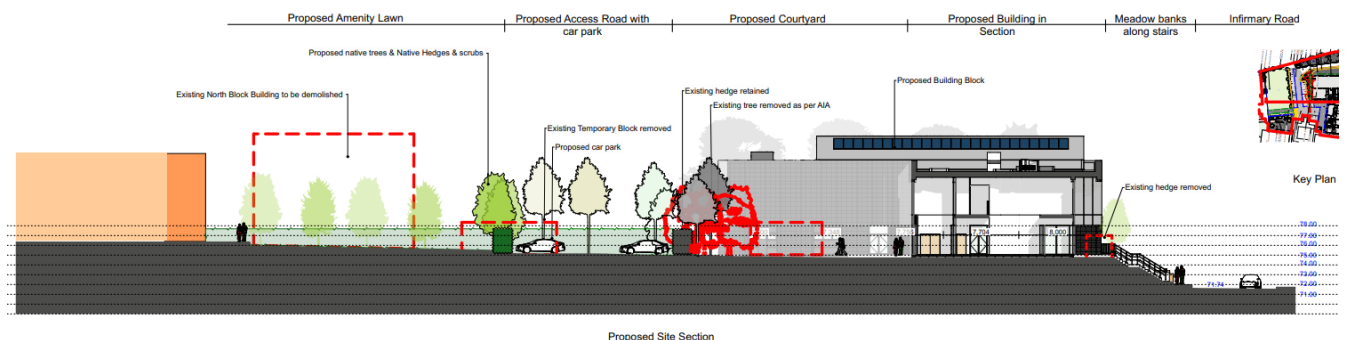 Proposed Amenity Lawn
Proposed Access Road with
car park
Proposed Courtyard
Proposed Building in
Section
Meadow banks
along stairs
Infirmary Road
Proposed native trees & Native Hedges & scrubs
Existing North Block Building to be demolished
Existing hedge retained
Existing tree removed as per AIA
Proposed Building Block
Existing Temporary Block removed
Proposed car park
Existing hedge removed
Key Plan
7,704
8,000
78.00
77.00
76.00
75.00
74.00
73.00
72.00
71.00
71.74
Proposed Site Section